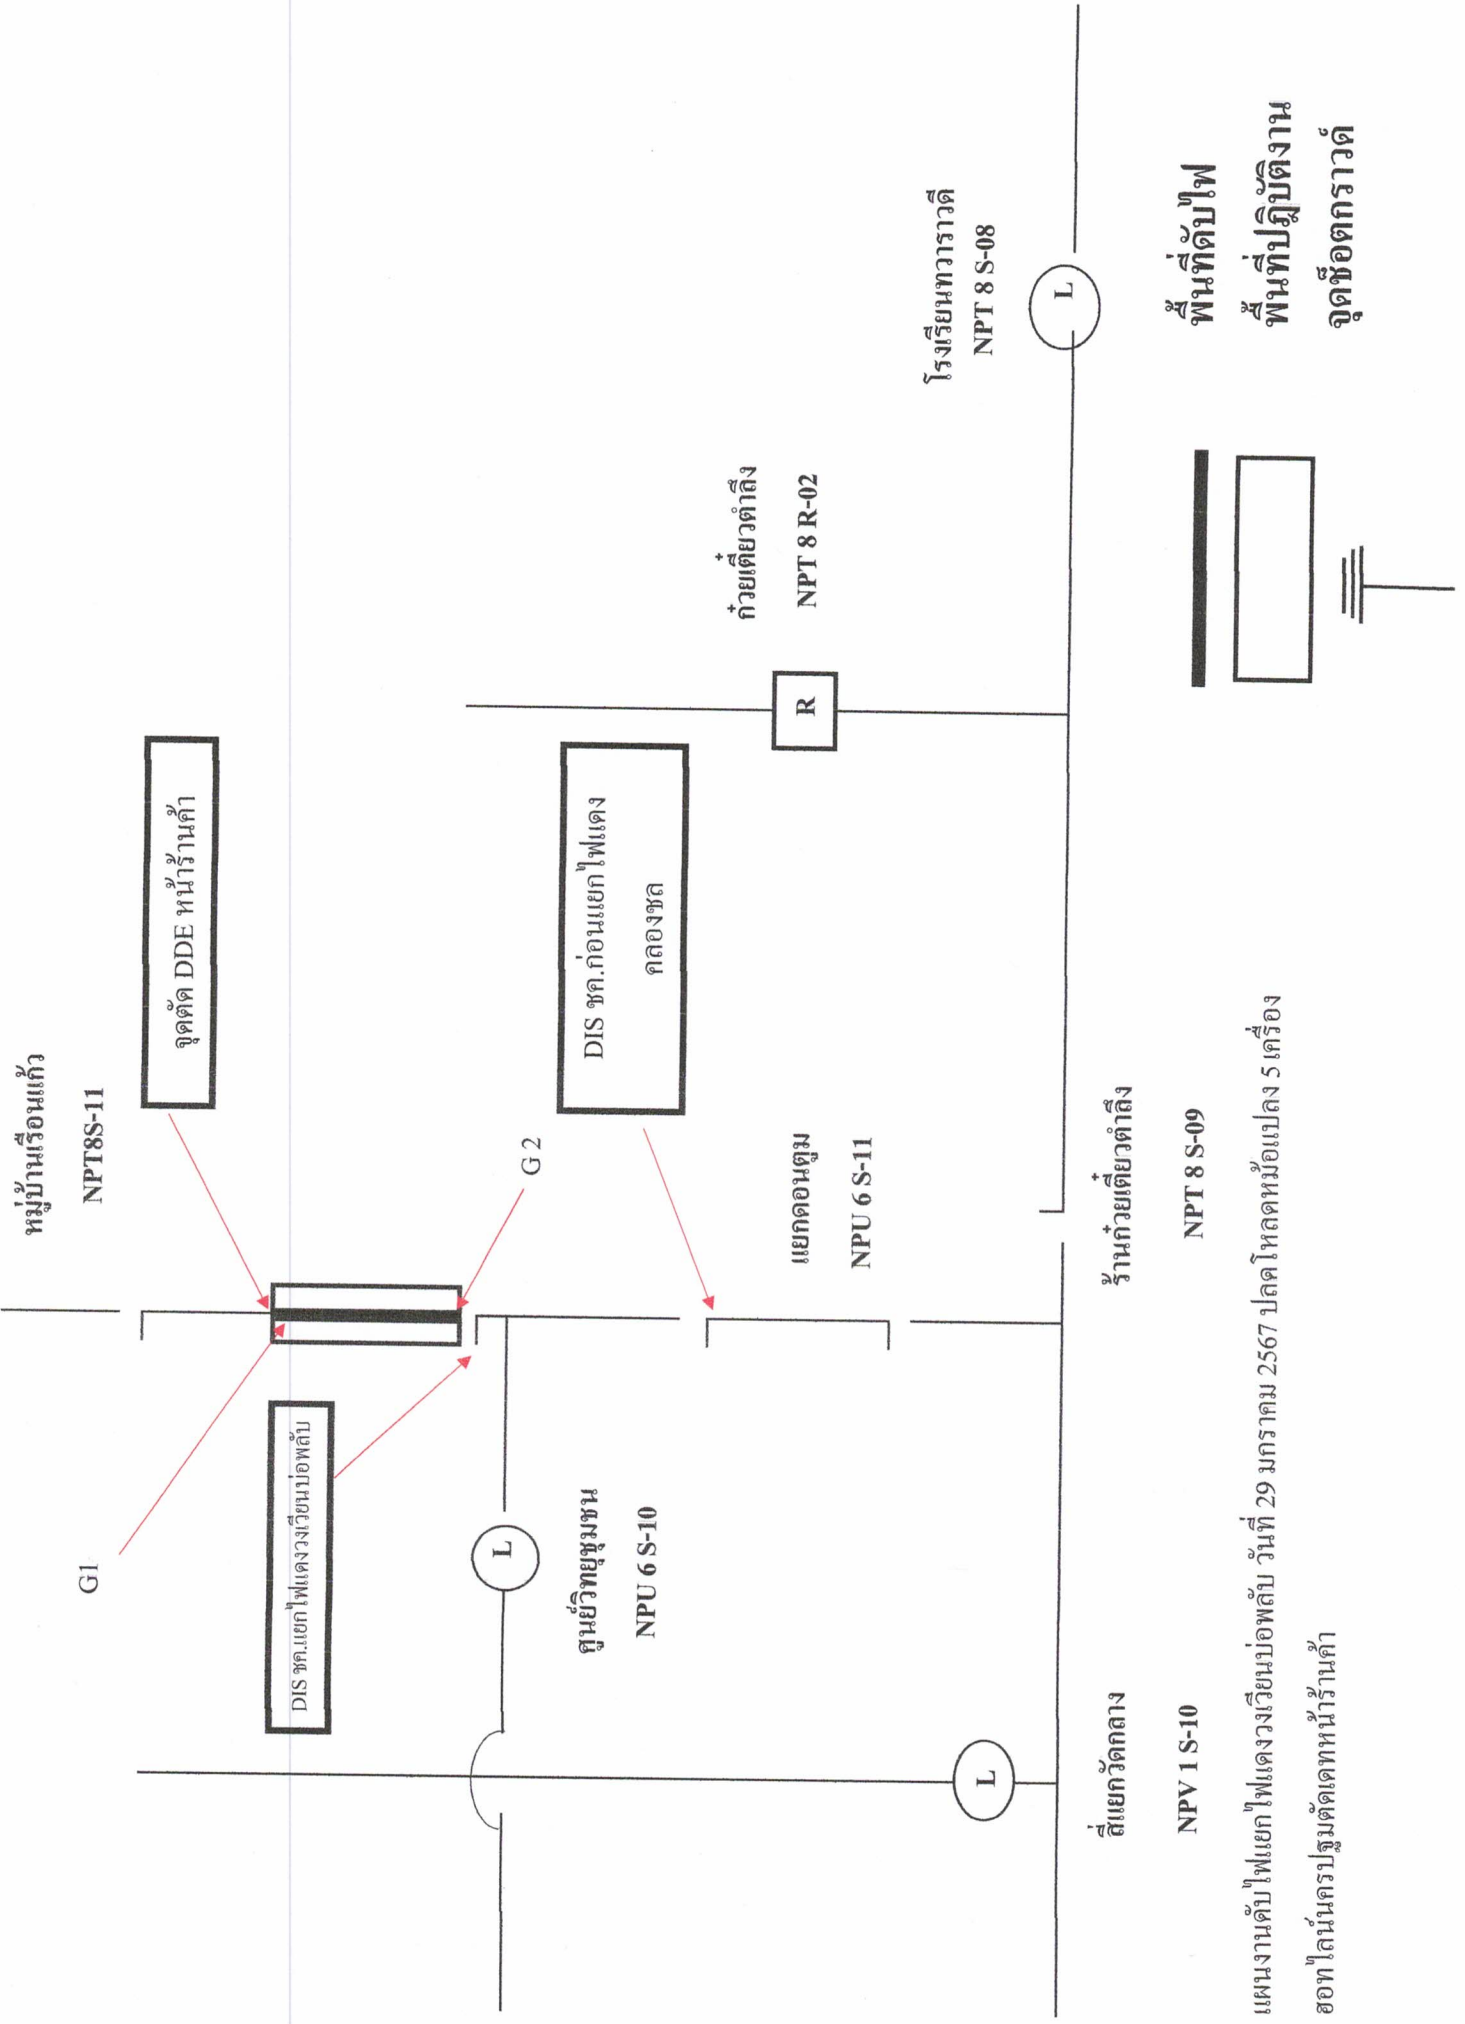 หมู่บ้านเรือนแก้ว
NPT8S-11
จุดตัด DDE หน้าร้านค้า
G1
DIS ชค.แยกไฟแดงวงเวียนบ่อพลับ
G 2
DIS ชค.ก่อนแยกไฟแดง
คลองชล
ก๋วยเตี๋ยวตำลึง
NPT 8 R-02
R
โรงเรียนทวาราวดี
NPT 8 S-08
L
L
ศูนย์วิทยุชุมชน
NPU 6 S-10
แยกดอนตูม
NPU 6 S-11
L
สี่แยกวัดกลาง
NPV 1 S-10
ร้านก๋วยเตี๋ยวตำลึง
NPT 8 S-09
พื้นที่ดับไฟ
พื้นที่ปฏิบัติงาน
จุดช็อตกราวด์
แผนงานดับไฟแยกไฟแดงวงเวียนบ่อพลับ วันที่ 29 มกราคม 2567 ปลดโหลดหม้อแปลง 5 เครื่อง
ฮอทไลน์นครปฐมตัดเดทหน้าร้านค้า